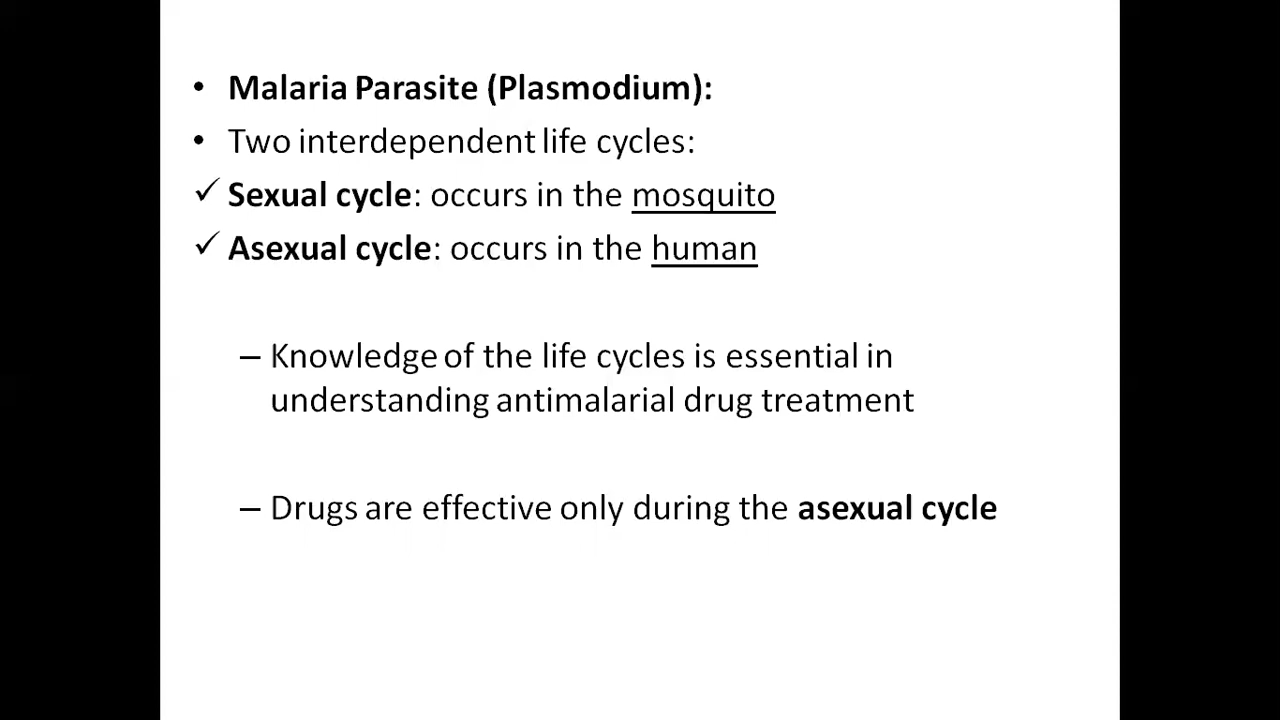 • Malaria Parasite (Plasmodium):
• Two interdependent life cycles:
✓ Sexual cycle: occurs in the mosquito
✓ Asexual cycle: occurs in the human
– Knowledge of the life cycles is essential in
understanding antimalarial drug treatment
– Drugs are effective only during the asexual cycle